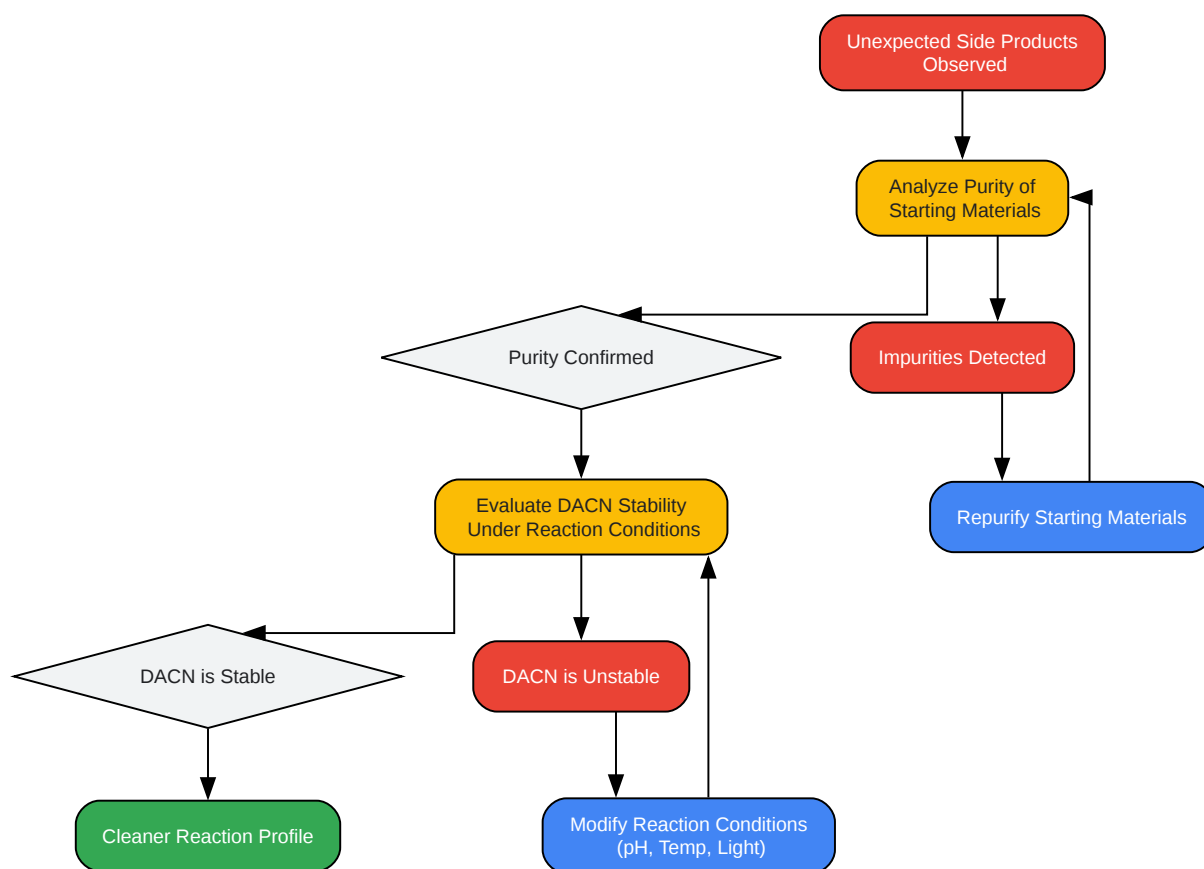 Unexpected Side Products
Observed
Analyze Purity of
Starting Materials
Purity Confirmed
Impurities Detected
Evaluate DACN Stability
Under Reaction Conditions
Repurify Starting Materials
DACN is Stable
DACN is Unstable
Cleaner Reaction Profile
Modify Reaction Conditions
(pH, Temp, Light)